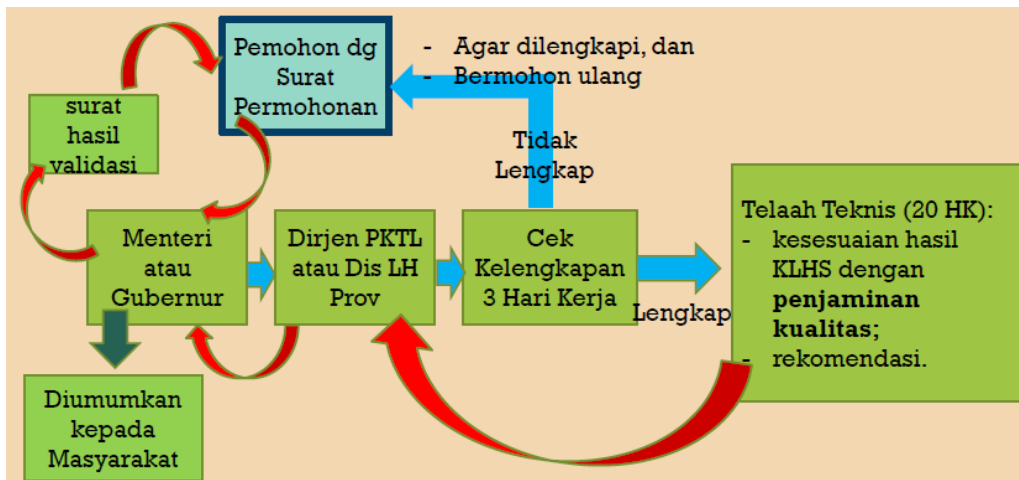 Pemohon dg
Surat
Permohonan
- Agar dilengkapi, dan
- Bermohon ulang
surat
hasil
validasi
Tidak
Lengkap
Menteri
atau
Gubernur
Dirjen PKTL
atau Dis LH
Prov
Cek
Kelengkapan
3 Hari Kerja
Lengkap
Telaah Teknis (20 HK):
- kesesuaian hasil
KLHS dengan
penjaminan
kualitas;
- rekomendasi.
Diumumkan
kepada
Masyarakat